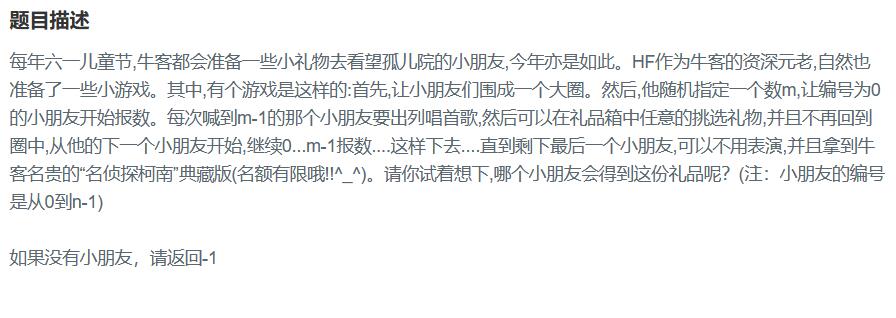 题目描述
每年六一儿童节,牛客都会准备一些小礼物去看望孤儿院的小朋友,今年亦是如此。HF作为牛客的资深元老,自然也
准备了一些小游戏。其中,有个游戏是这样的:首先,让小朋友们围成一个大圈。然后,他随机指定一个数m,让编号为0
的小朋友开始报数。每次喊到m-1的那个小朋友要出列唱首歌,然后可以在礼品箱中任意的挑选礼物,并且不再回到
圈中,从他的下一个小朋友开始,继续0...m-1报数....这样下去....直到剩下最后一个小朋友,可以不用表演,并且拿到牛
客名贵的“名侦探柯南”典藏版(名额有限哦!!^_^)。请你试着想下,哪个小朋友会得到这份礼品呢？(注：小朋友的编号
是从0到n-1)
如果没有小朋友，请返回-1